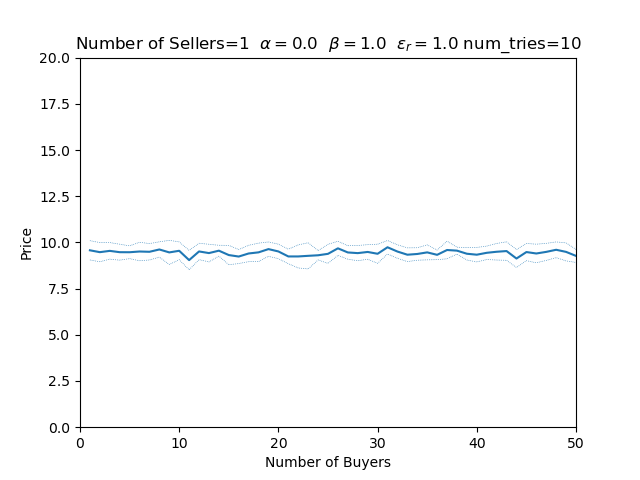 Number of Sellers=1 α = 0.0 β = 1.0 εr = 1.0 num_tries=10
20.0
17.5
15.0
12.5
10.0
7.5
5.0
2.5
0.0
Price
0 10 20 30 40 50
Number of Buyers